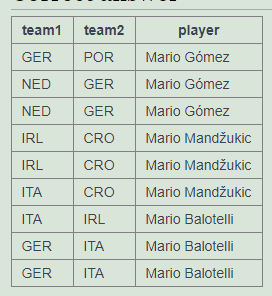 team1 team2 player
GER POR Mario Gómez
NED GER Mario Gómez
NED GER Mario Gómez
IRL CRO Mario Mandžukic
IRL CRO Mario Mandžukic
ITA CRO Mario Mandžukic
ITA IRL Mario Balotelli
GER ITA Mario Balotelli
GER ITA Mario Balotelli